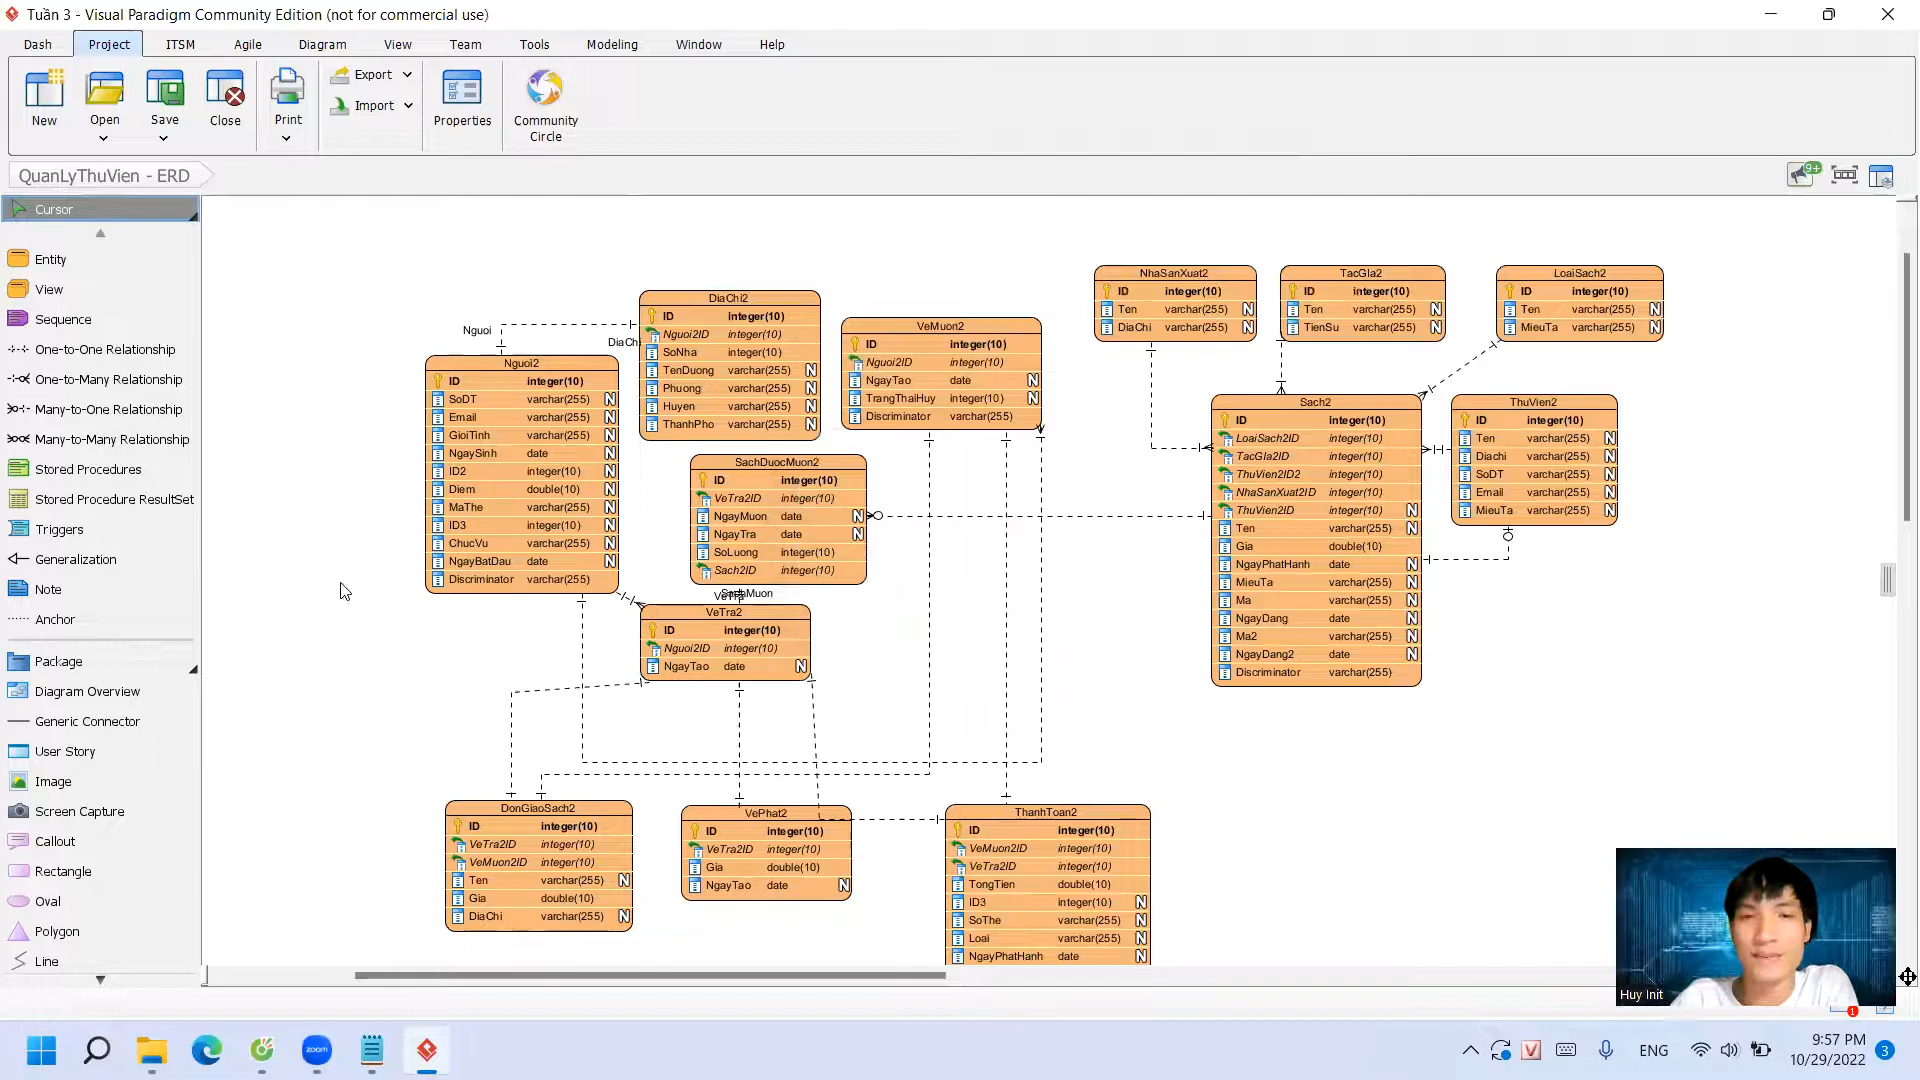 Tuần 3 - Visual Paradigm Community Edition (not for commercial use)
Dash Project ITSM Agile Diagram View Team Tools Modeling Window Help
New Open Save Close Print Export Import Properties Community Circle
QuanLyThuVien - ERD
9+
Cursor
Entity
View
Sequence
One-to-One Relationship
One-to-Many Relationship
Many-to-One Relationship
Many-to-Many Relationship
Stored Procedures
Stored Procedure ResultSet
Triggers
Generalization
Note
Anchor
Package
Diagram Overview
Generic Connector
User Story
Image
Screen Capture
Callout
Rectangle
Oval
Polygon
Line
Nguoi
DiaChi
Nguoi2
ID integer(10)
SoDT varchar(255) N
Email varchar(255) N
GioiTinh varchar(255) N
NgaySinh date N
ID2 integer(10) N
Diem double(10) N
MaThe varchar(255) N
ID3 integer(10) N
ChucVu varchar(255) N
NgayBatDau date N
Discriminator varchar(255)
DiaChi2
ID integer(10)
Nguoi2ID integer(10)
SoNha integer(10)
TenDuong varchar(255) N
Phuong varchar(255) N
Huyen varchar(255) N
ThanhPho varchar(255) N
VeMuon2
ID integer(10)
Nguoi2ID integer(10)
NgayTao date N
TrangThaiHuy integer(10) N
Discriminator varchar(255)
SachDuocMuon2
ID integer(10)
VeTra2ID integer(10)
NgayMuon date N
NgayTra date N
SoLuong integer(10)
Sach2ID integer(10)
VeTra2
ID integer(10)
Nguoi2ID integer(10)
NgayTao date N
NhaSanXuat2
ID integer(10)
Ten varchar(255) N
DiaChi varchar(255) N
TacGIa2
ID integer(10)
Ten varchar(255) N
TienSu varchar(255) N
LoaiSach2
ID integer(10)
Ten varchar(255) N
MieuTa varchar(255) N
Sach2
ID integer(10)
LoaiSach2ID integer(10)
TacGIa2ID integer(10)
ThuVien2ID2 integer(10)
NhaSanXuat2ID integer(10)
ThuVien2ID integer(10) N
Ten varchar(255) N
Gia double(10)
NgayPhatHanh date N
MieuTa varchar(255) N
Ma varchar(255) N
NgayDang date N
Ma2 varchar(255) N
NgayDang2 date N
Discriminator varchar(255)
ThuVien2
ID integer(10)
Ten varchar(255) N
Diachi varchar(255) N
SoDT varchar(255) N
Email varchar(255) N
MieuTa varchar(255) N
DonGiaoSach2
ID integer(10)
VeTra2ID integer(10)
VeMuon2ID integer(10)
Ten varchar(255) N
Gia double(10)
DiaChi varchar(255) N
VePhat2
ID integer(10)
VeTra2ID integer(10)
Gia double(10)
NgayTao date N
ThanhToan2
ID integer(10)
VeMuon2ID integer(10)
VeTra2ID integer(10)
TongTien double(10)
ID3 integer(10) N
SoThe varchar(255) N
Loai varchar(255) N
NgayPhatHanh date N
Huy Init
1
zoom
V
ENG
9:57 PM
10/29/2022
3